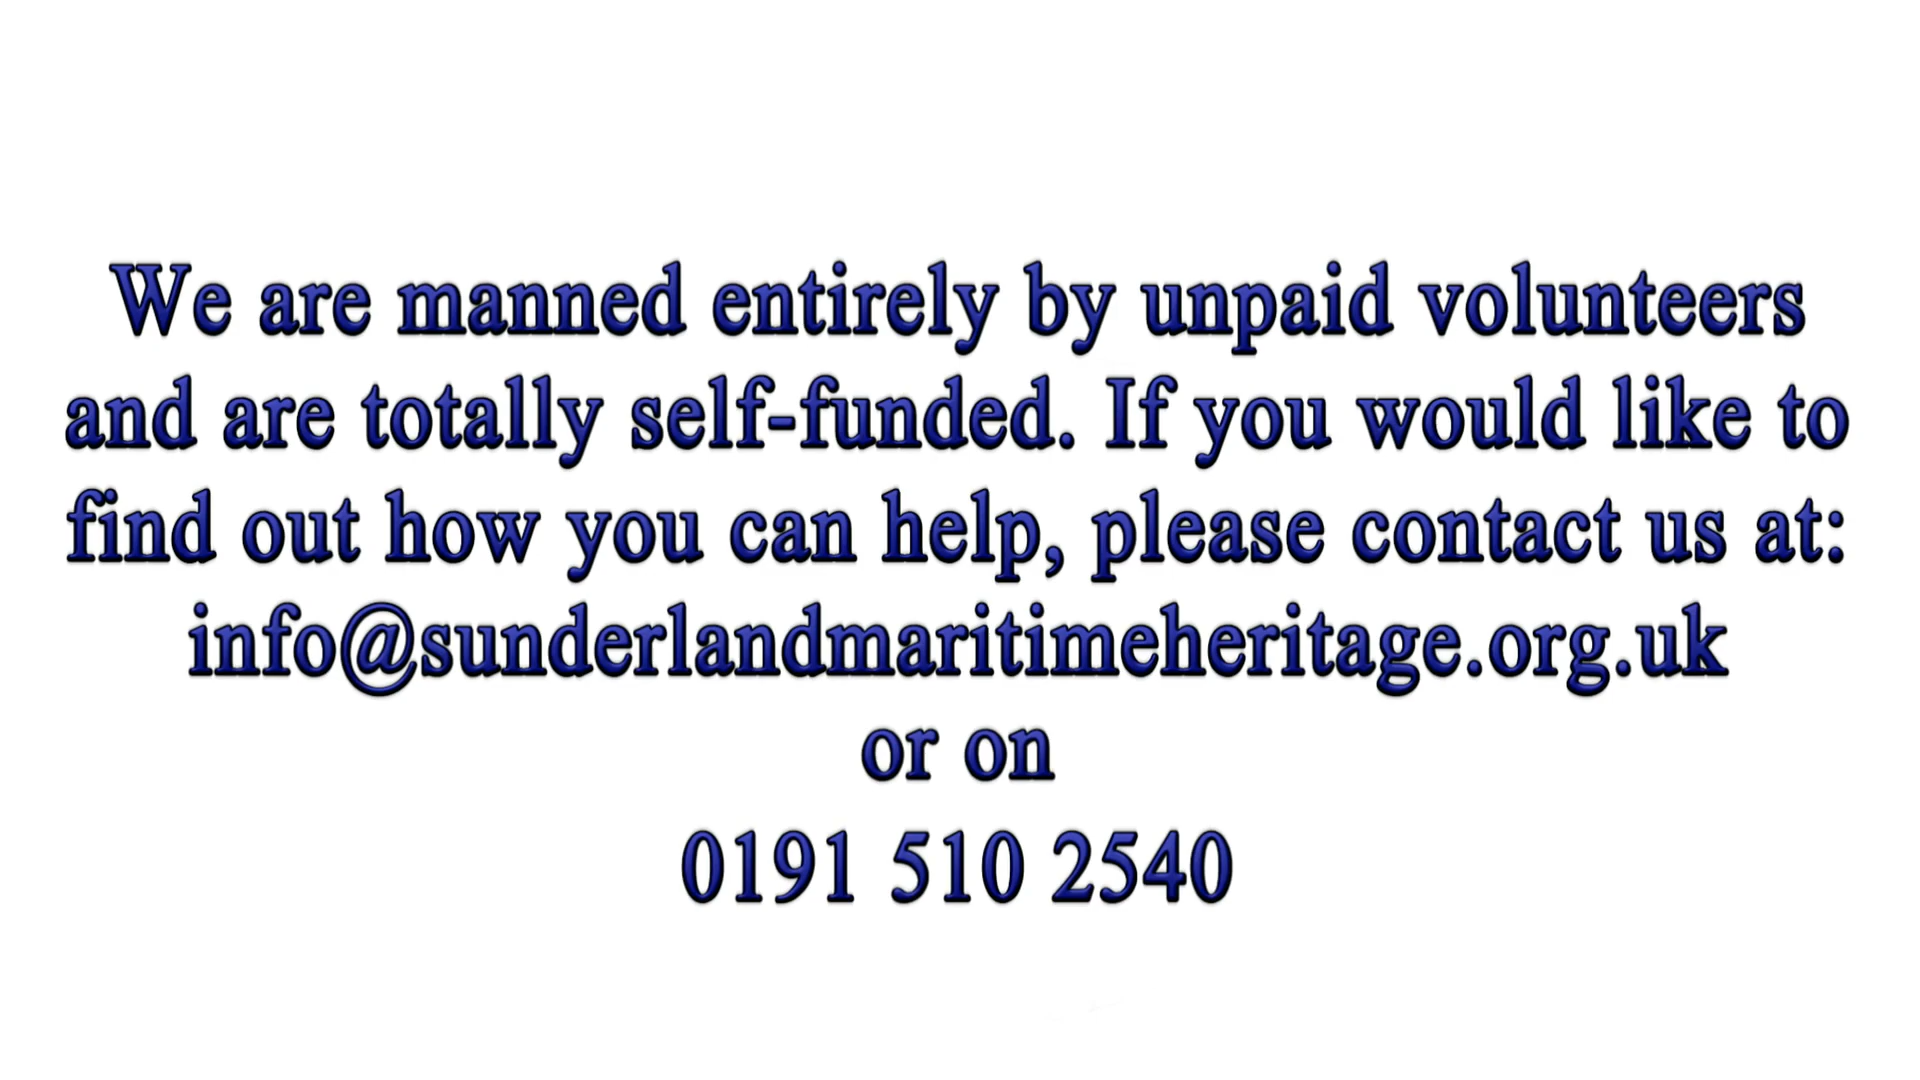 We are manned entirely by unpaid volunteers
and are totally self-funded. If you would like to
find out how you can help, please contact us at:
info@sunderlandmaritimeheritage.org.uk
or on
0191 510 2540